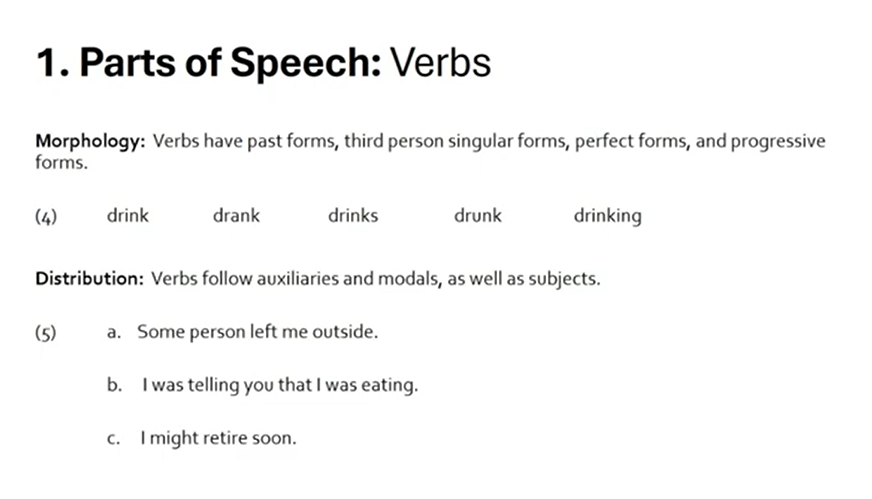 1. Parts of Speech: Verbs
Morphology: Verbs have past forms, third person singular forms, perfect forms, and progressive
forms.
(4) drink drank drinks drunk drinking
Distribution: Verbs follow auxiliaries and modals, as well as subjects.
(5) a. Some person left me outside.
b. I was telling you that I was eating.
c. I might retire soon.